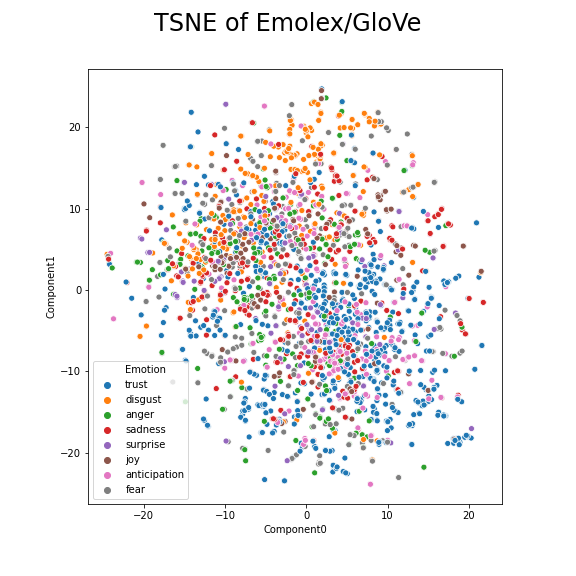 TSNE of Emolex/GloVe
Component1
20
10
0
−10
−20
Emotion
trust
disgust
anger
sadness
surprise
joy
anticipation
fear
−20
−10
0
10
20
Component0